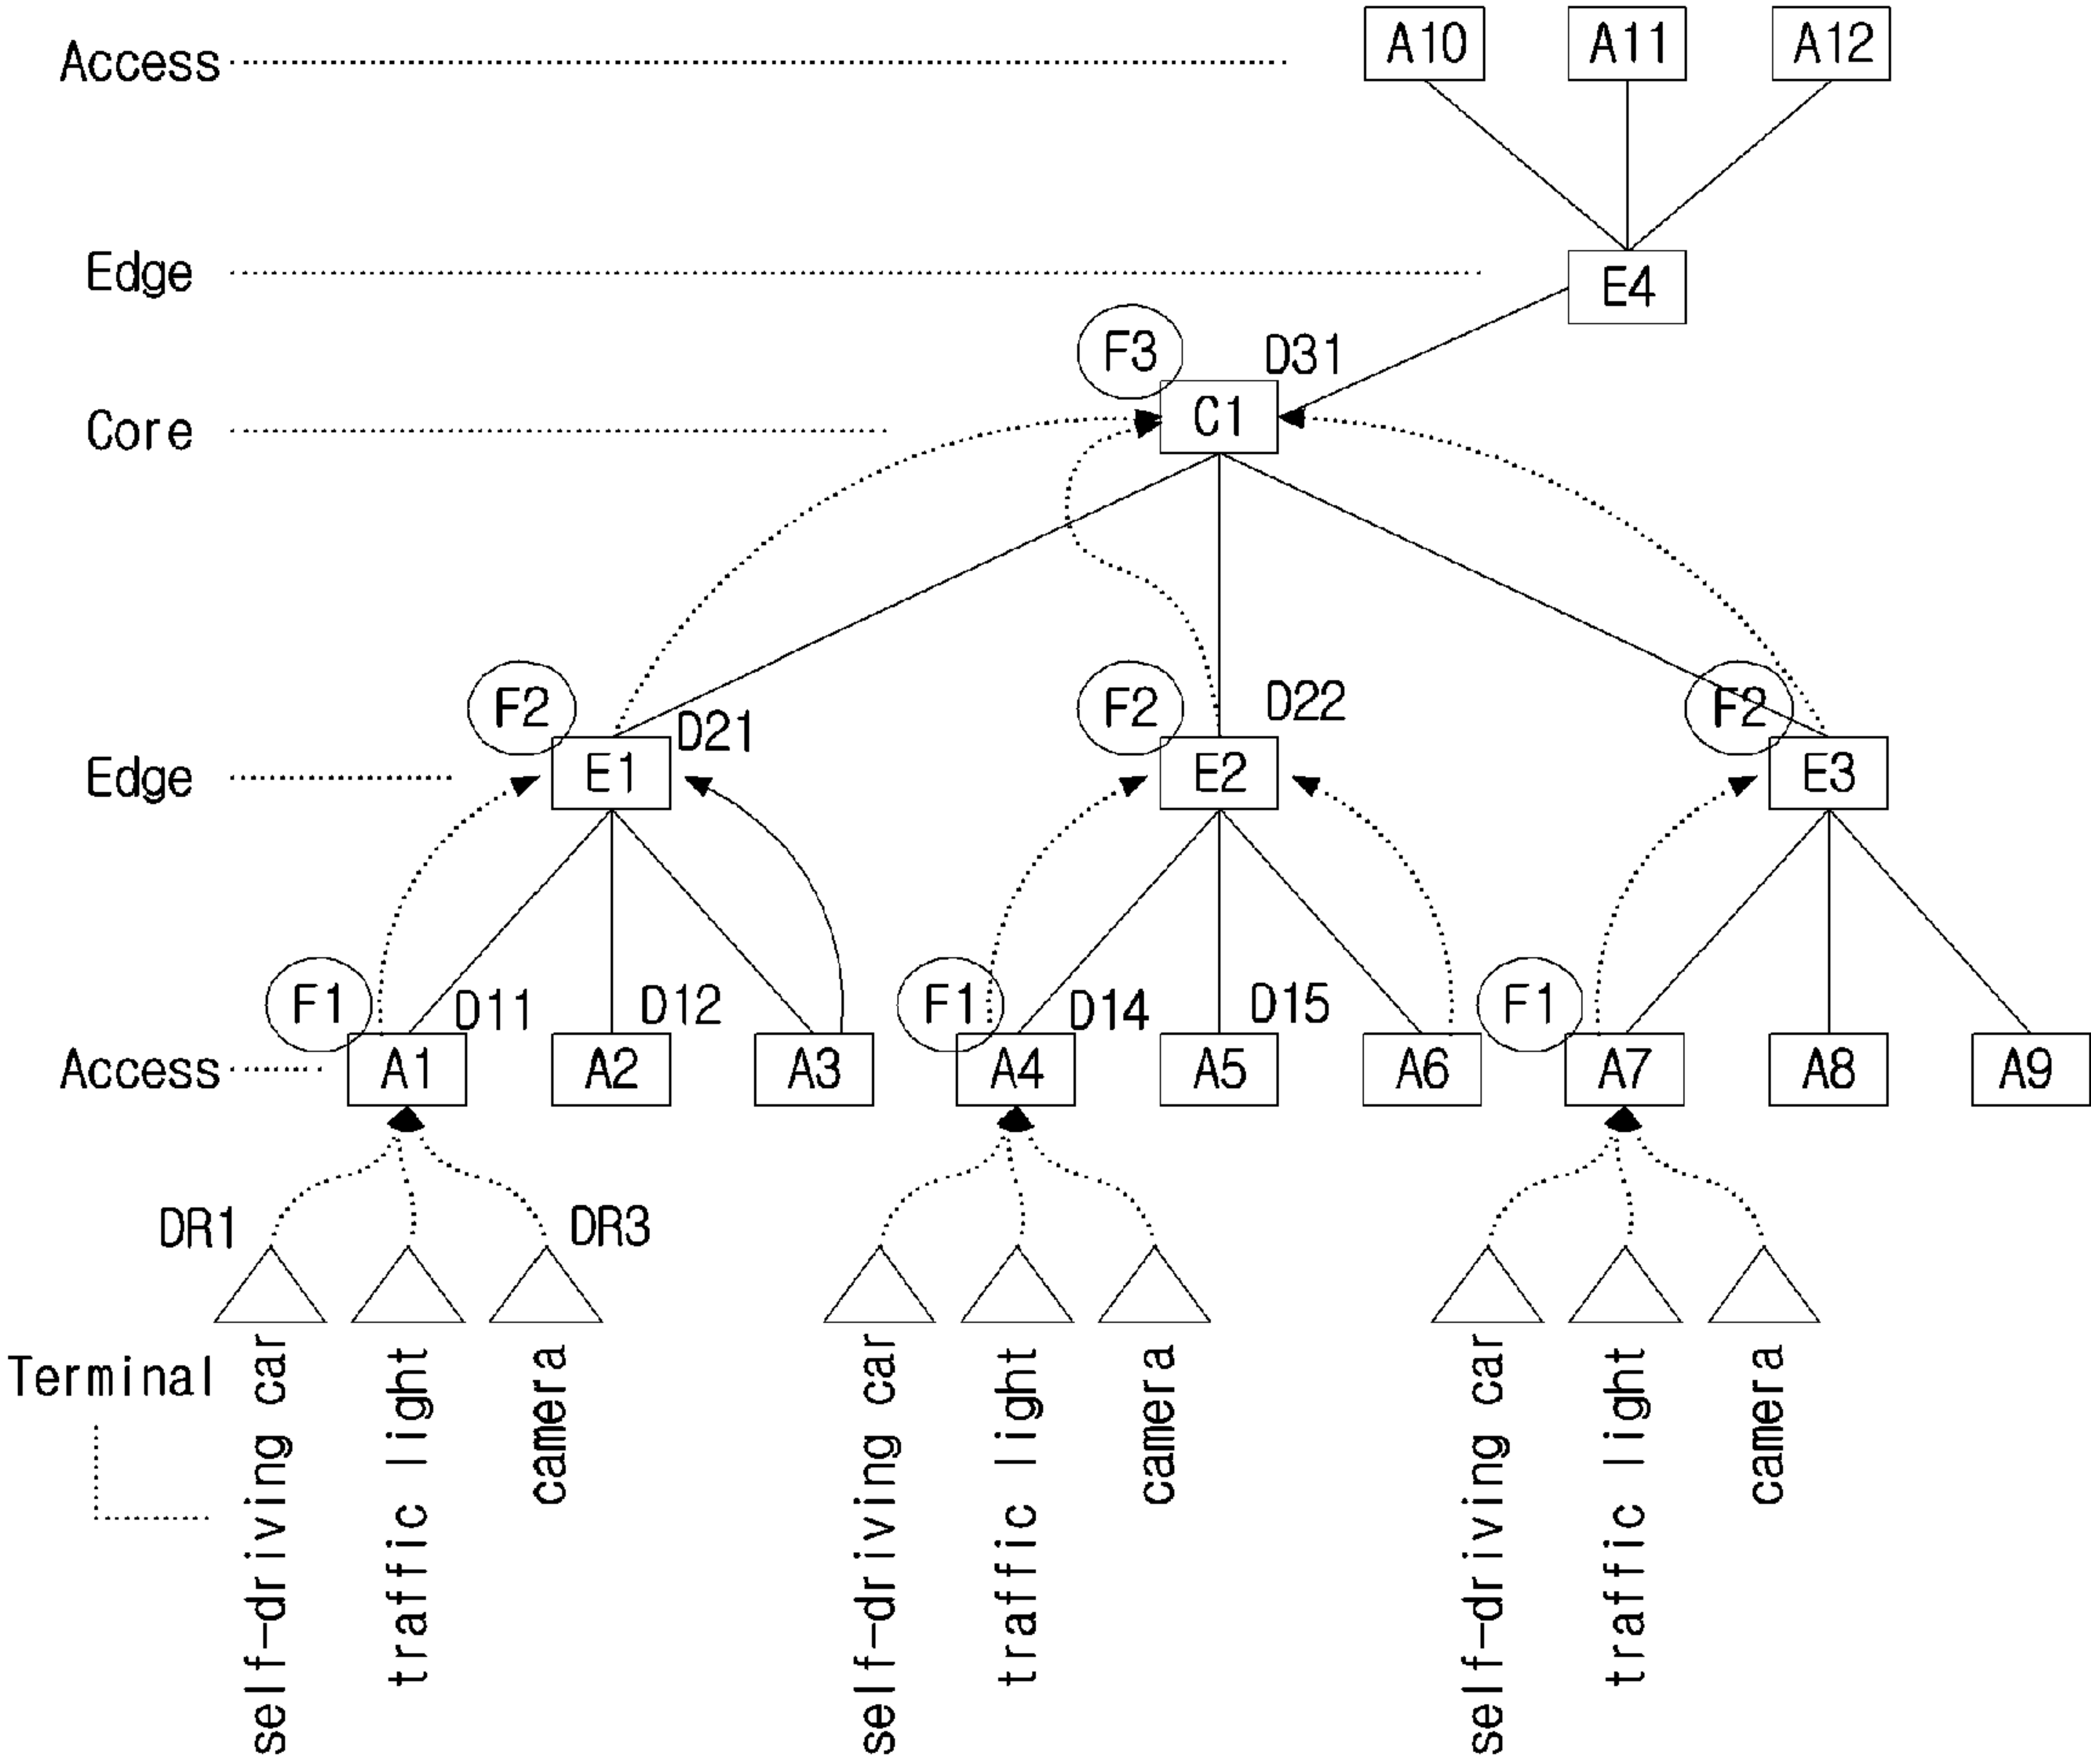 Access A10 A11 A12
Edge E4
F3 D31
Core C1
F2 D21 F2 D22 F2
Edge E1 E2 E3
F1 D11 D12 F1 D14 D15 F1
Access A1 A2 A3 A4 A5 A6 A7 A8 A9
DR1 DR3
Terminal
self-driving car
traffic light
camera
self-driving car
traffic light
camera
self-driving car
traffic light
camera